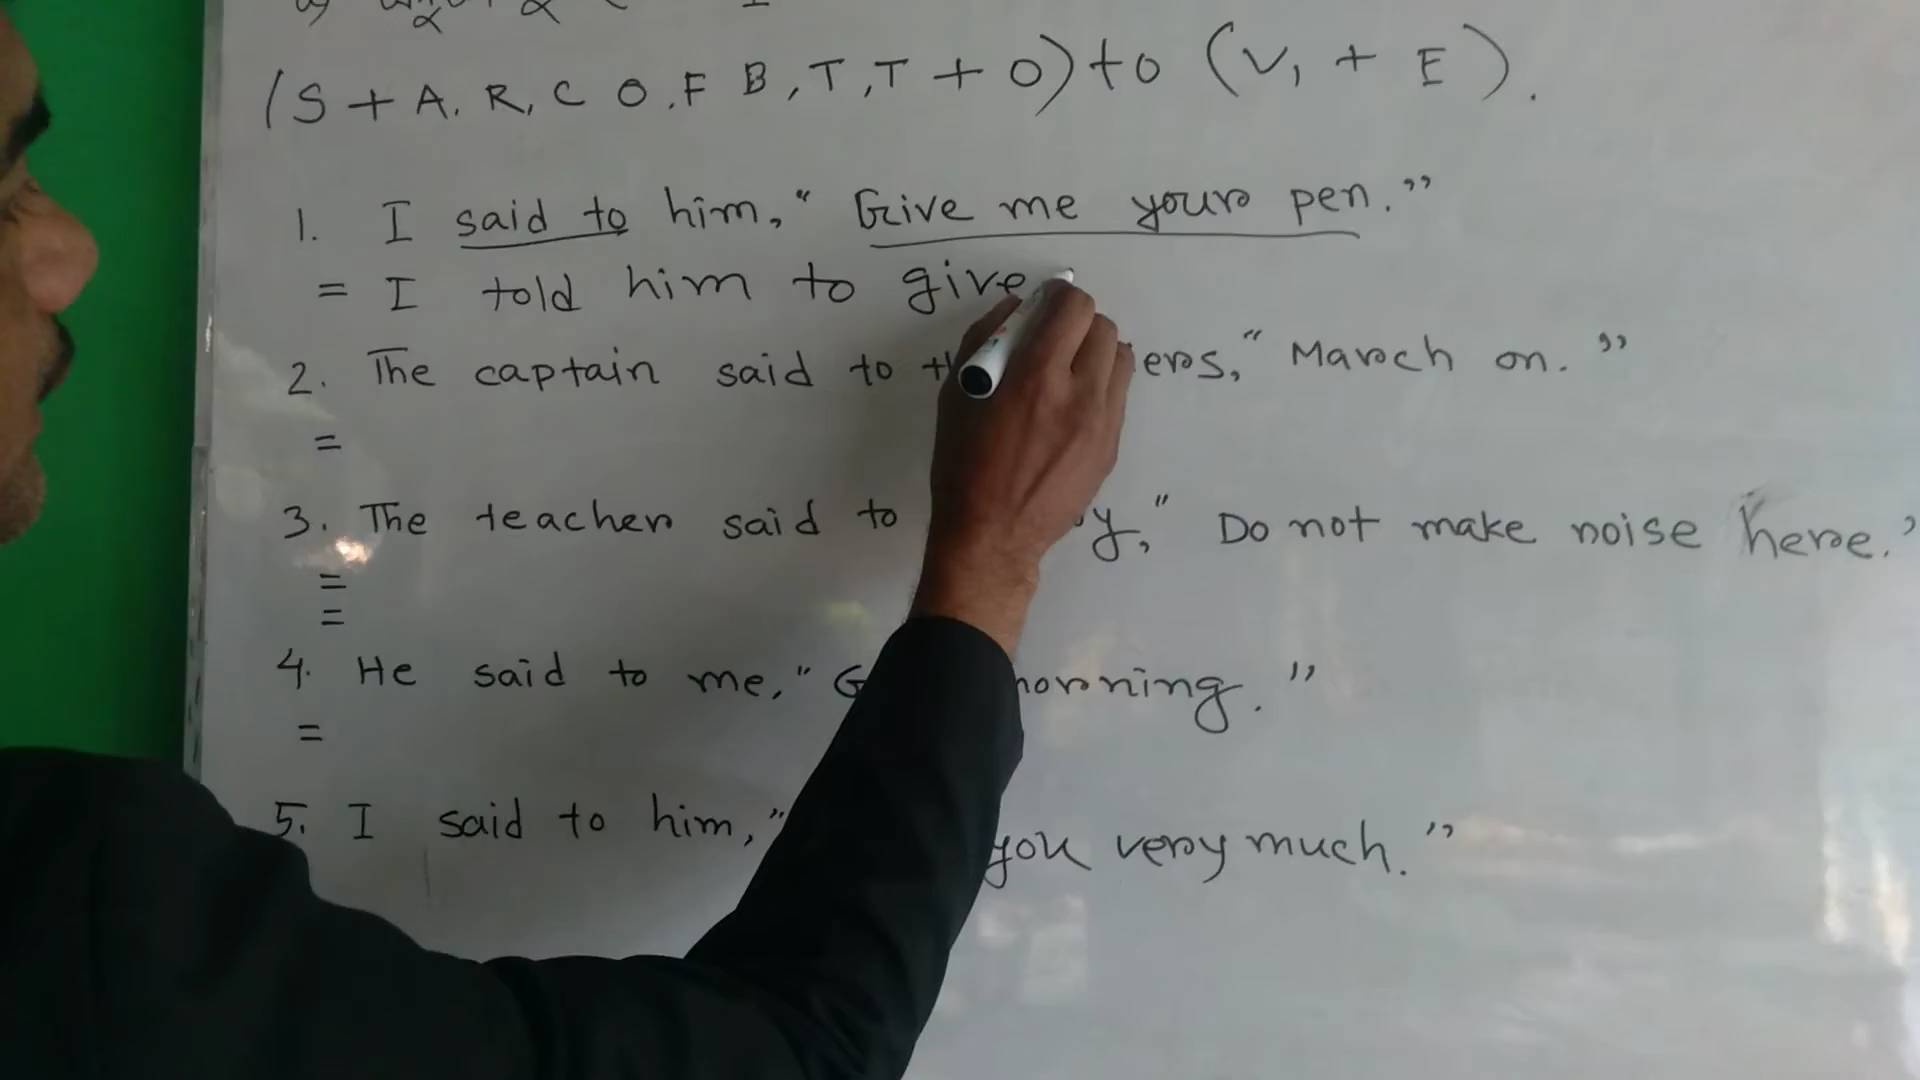 (S + A. R, C O .F B , T , T + O) to (V1 + E).
1. I said to him, "Give me your pen."
= I told him to give
2. The captain said to "March on."
=
3. The teacher said to " Do not make noise here."
=
=
4. He said to me, " morning."
=
5. I said to him, " you very much."